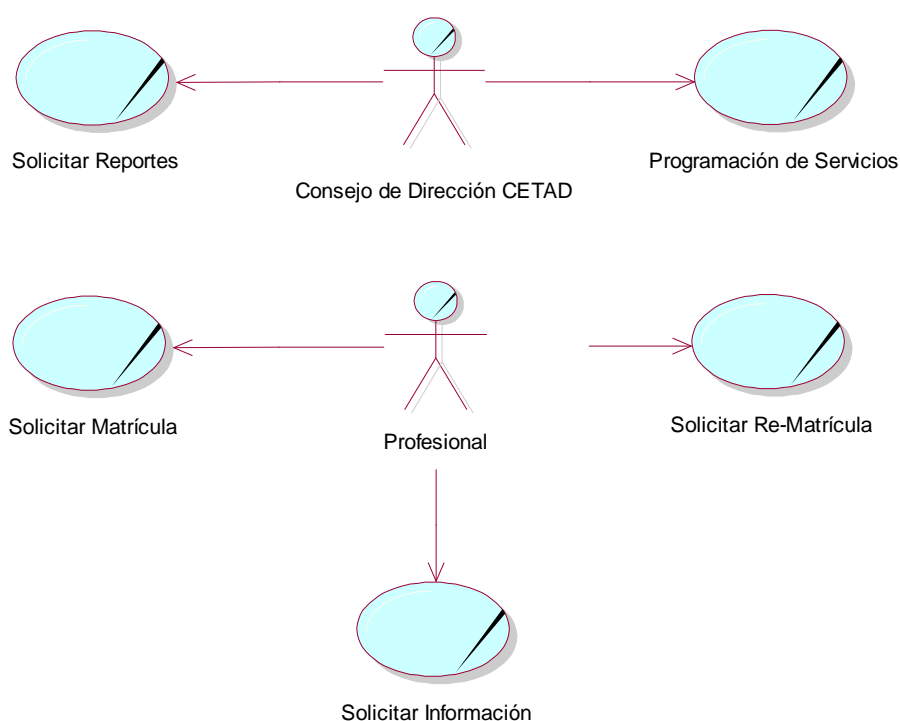 Solicitar Reportes
Programación de Servicios
Consejo de Dirección CETAD
Solicitar Matrícula
Profesional
Solicitar Re-Matrícula
Solicitar Información